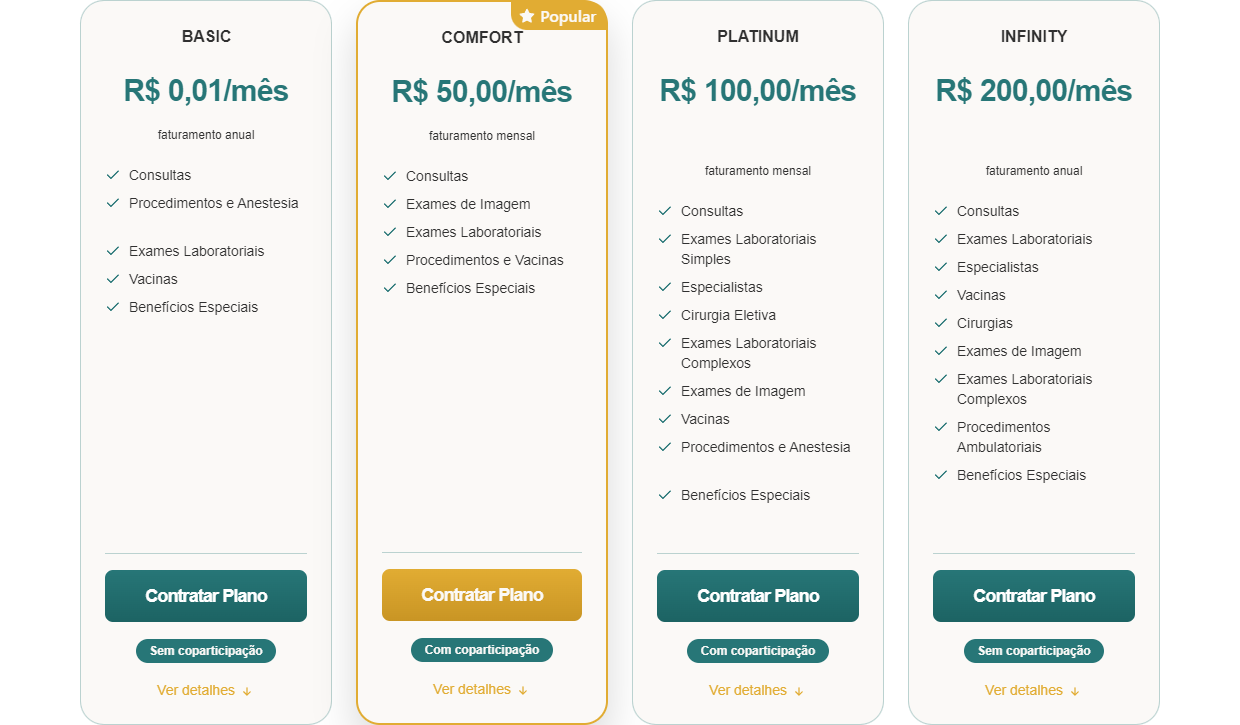 BASIC
R$ 0,01/mês
faturamento anual
Consultas
Procedimentos e Anestesia
Exames Laboratoriais
Vacinas
Benefícios Especiais
Contratar Plano
Sem coparticipação
Ver detalhes ↓
Popular
COMFORT
R$ 50,00/mês
faturamento mensal
Consultas
Exames de Imagem
Exames Laboratoriais
Procedimentos e Vacinas
Benefícios Especiais
Contratar Plano
Com coparticipação
Ver detalhes ↓
PLATINUM
R$ 100,00/mês
faturamento mensal
Consultas
Exames Laboratoriais
Simples
Especialistas
Cirurgia Eletiva
Exames Laboratoriais
Complexos
Exames de Imagem
Vacinas
Procedimentos e Anestesia
Benefícios Especiais
Contratar Plano
Com coparticipação
Ver detalhes ↓
INFINITY
R$ 200,00/mês
faturamento anual
Consultas
Exames Laboratoriais
Especialistas
Vacinas
Cirurgias
Exames de Imagem
Exames Laboratoriais
Complexos
Procedimentos
Ambulatoriais
Benefícios Especiais
Contratar Plano
Sem coparticipação
Ver detalhes ↓